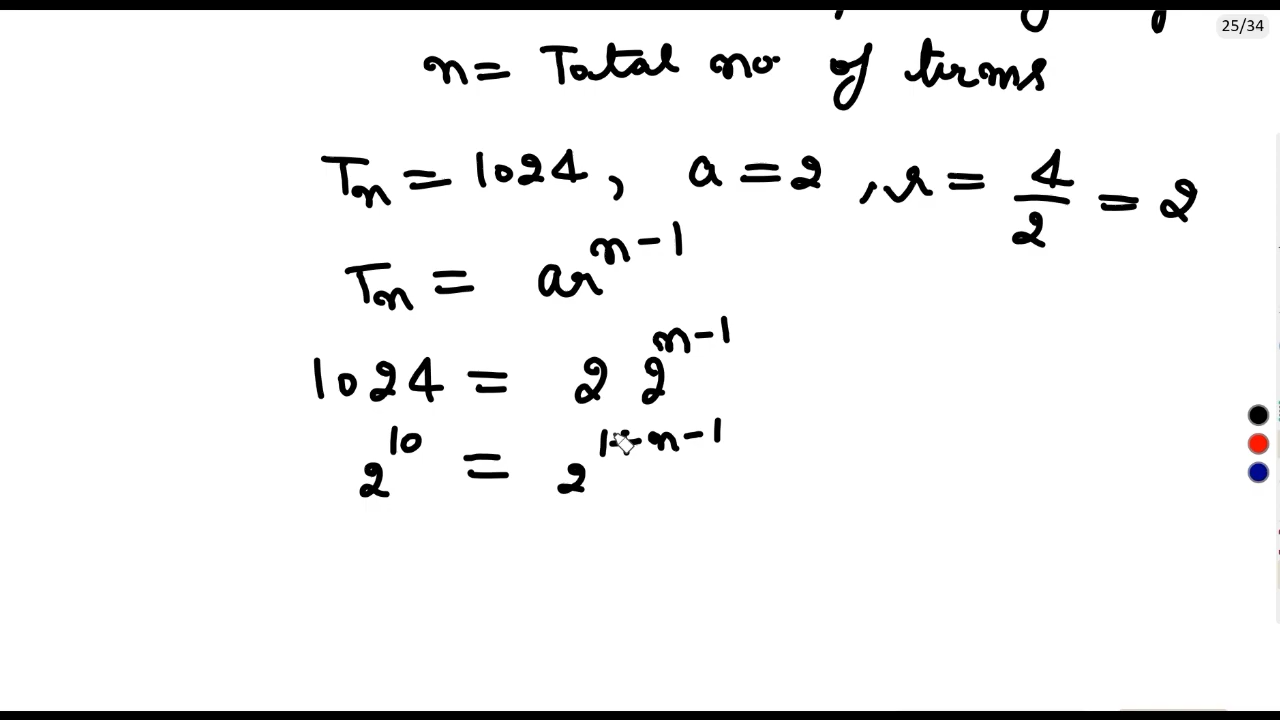 25/34
n = Total no of terms
Tn = 1024, a = 2, r = 4/2 = 2
Tn = ar^n-1
1024 = 2 2^n-1
2^10 = 2^1+n-1